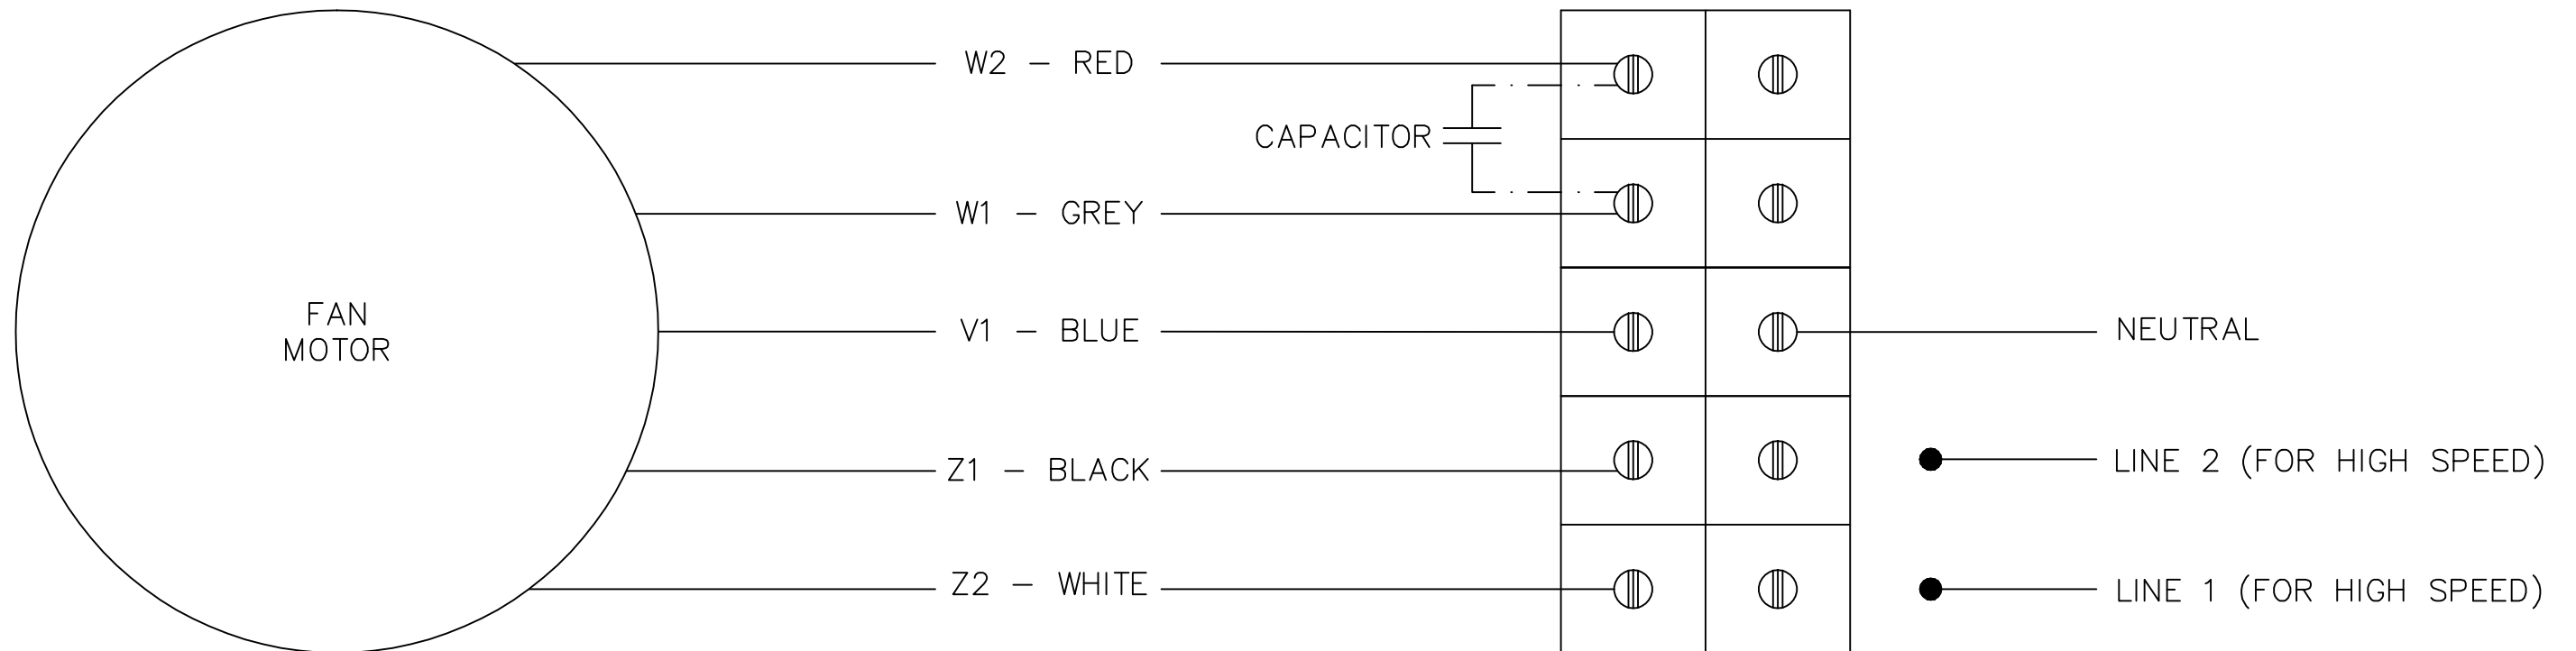 W2 - RED
CAPACITOR
W1 - GREY
FAN
MOTOR
V1 - BLUE
NEUTRAL
Z1 - BLACK
LINE 2 (FOR HIGH SPEED)
Z2 - WHITE
LINE 1 (FOR HIGH SPEED)